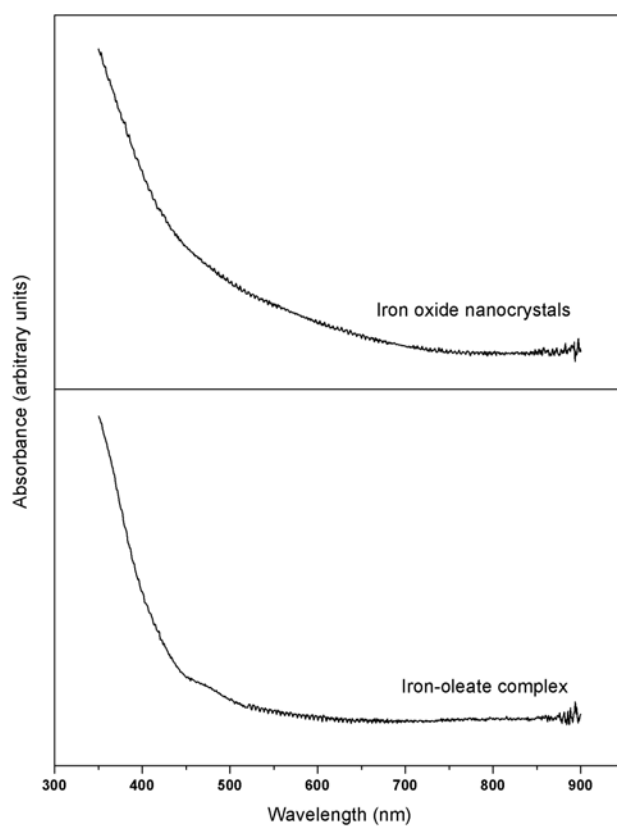 Absorbance (arbitrary units)
Iron oxide nanocrystals
Iron-oleate complex
300 400 500 600 700 800 900
Wavelength (nm)